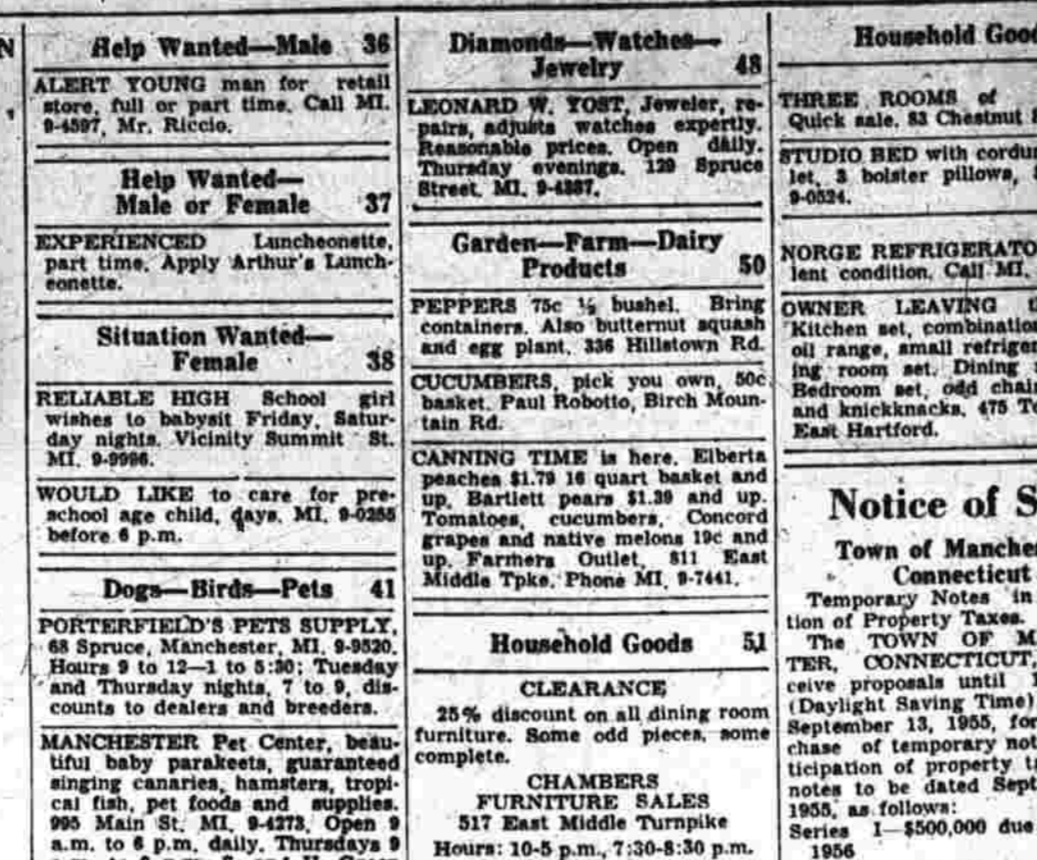 N
Help Wanted—Male 36
ALERT YOUNG man for retail
store, full or part time. Call MI.
9-4597, Mr. Riccio.
Help Wanted—
Male or Female 37
EXPERIENCED Luncheonette,
part time. Apply Arthur's Lunch-
eonette.
Situation Wanted—
Female 38
RELIABLE HIGH School girl
wishes to babysit Friday, Satur-
day nights. Vicinity Summit St.
MI. 9-9996.
WOULD LIKE to care for pre-
school age child, days. MI. 9-0255
before 6 p.m.
Dogs—Birds—Pets 41
PORTERFIELD'S PETS SUPPLY,
68 Spruce, Manchester, MI. 9-9520.
Hours 9 to 12—1 to 5:30; Tuesday
and Thursday nights, 7 to 9, dis-
counts to dealers and breeders.
MANCHESTER Pet Center, beau-
tiful baby parakeets, guaranteed
singing canaries, hamsters, tropi-
cal fish, pet foods and supplies.
995 Main St. MI. 9-4273, Open 9
a.m. to 6 p.m. daily. Thursdays 9
Diamonds—Watches—
Jewelry 48
LEONARD W. YOST, Jeweler, re-
pairs, adjusts watches expertly.
Reasonable prices. Open daily.
Thursday evenings. 129 Spruce
Street. MI. 9-4387.
Garden—Farm—Dairy
Products 50
PEPPERS 75c ½ bushel. Bring
containers. Also butternut squash
and egg plant. 336 Hillstown Rd.
CUCUMBERS, pick you own, 50c
basket. Paul Robotto, Birch Moun-
tain Rd.
CANNING TIME is here. Elberta
peaches $1.79 16 quart basket and
up. Bartlett pears $1.39 and up.
Tomatoes, cucumbers, Concord
grapes and native melons 19c and
up. Farmers Outlet, 811 East
Middle Tpke. Phone MI. 9-7441.
Household Goods 51
CLEARANCE
25% discount on all dining room
furniture. Some odd pieces, some
complete.
CHAMBERS
FURNITURE SALES
517 East Middle Turnpike
Hours: 10-5 p.m., 7:30-8:30 p.m.
Household Good
THREE ROOMS of
Quick sale. 83 Chestnut
STUDIO BED with cordu
let, 3 bolster pillows,
9-0524.
NORGE REFRIGERATO
lent condition. Call MI.
OWNER LEAVING
Kitchen set, combination
oil range, small refriger
ing room set. Dining
Bedroom set, odd chair
and knickknacks. 475 To
East Hartford.
Notice of S
Town of Manche
Connecticut
Temporary Notes in
tion of Property Taxes.
The TOWN OF M
TER, CONNECTICUT,
ceive proposals until 1
(Daylight Saving Time)
September 13, 1955, for
chase of temporary not
ticipation of property t
notes to be dated Sept
1955, as follows:
Series 1—$500,000 due
1956